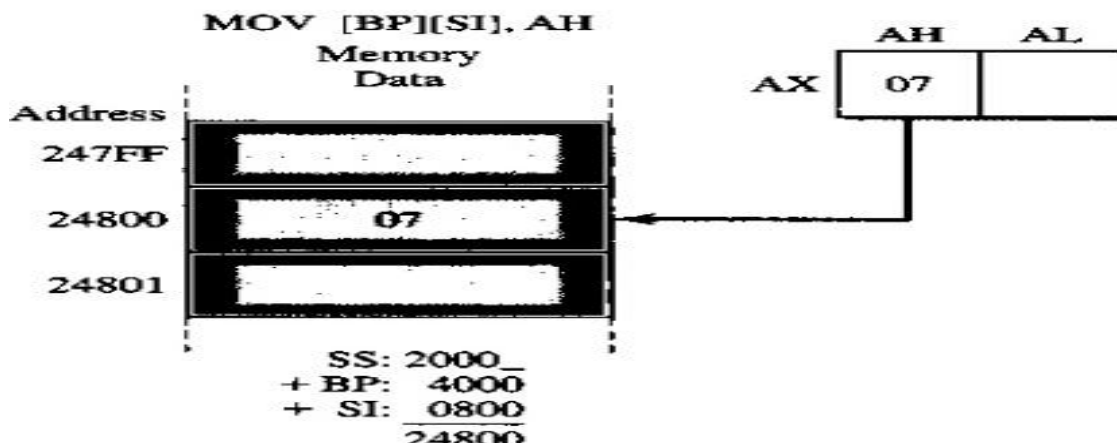 MOV [BP][SI], AH
Memory
Data
AH AL
AX 07
Address
247FF
24800 07
24801
SS: 2000_
+ BP: 4000
+ SI: 0800
24800